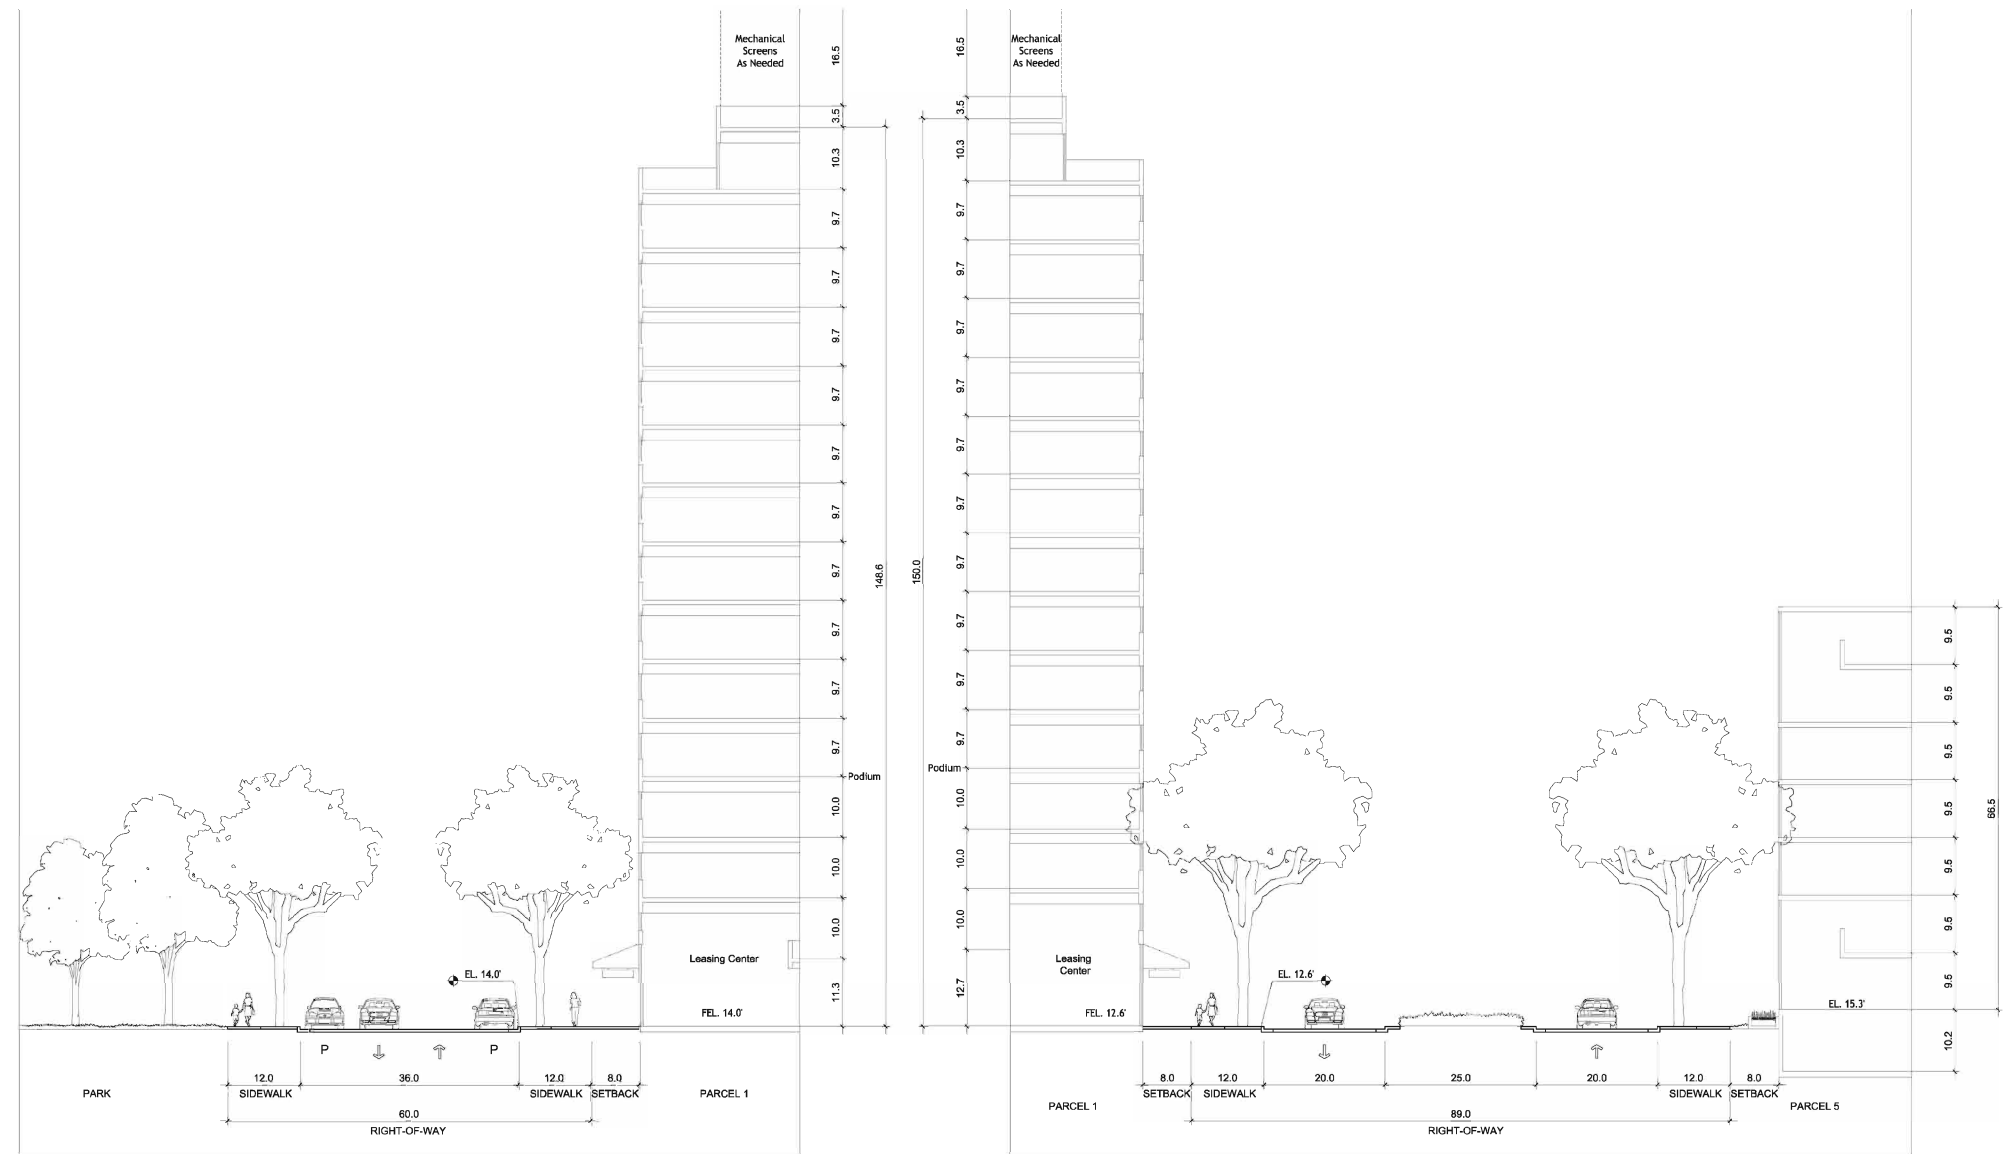 Mechanical
Screens
As Needed
16.5
3.5
10.3
9.7
9.7
9.7
9.7
9.7
9.7
9.7
9.7
9.7
9.7
Podium
10.0
10.0
10.0
11.3
148.6
Leasing Center
FEL. 14.0'
EL. 14.0'
P
P
12.0
SIDEWALK
36.0
12.0
SIDEWALK
8.0
SETBACK
60.0
RIGHT-OF-WAY
PARK
PARCEL 1
Mechanical
Screens
As Needed
16.5
3.5
10.3
9.7
9.7
9.7
9.7
9.7
9.7
9.7
9.7
9.7
9.7
Podium
10.0
10.0
10.0
12.7
150.0
Leasing
Center
FEL. 12.6'
EL. 12.6'
8.0
SETBACK
12.0
SIDEWALK
20.0
25.0
20.0
12.0
SIDEWALK
8.0
SETBACK
89.0
RIGHT-OF-WAY
PARCEL 1
PARCEL 5
9.5
9.5
9.5
9.5
9.5
9.5
9.5
10.2
66.5
EL. 15.3'